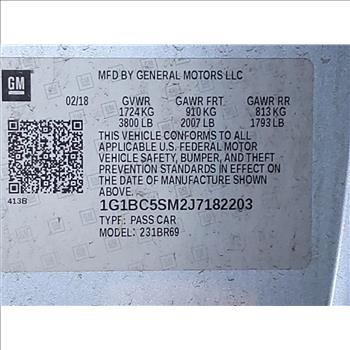 GM
MFD BY GENERAL MOTORS LLC
02/18 GVWR GAWR FRT. GAWR RR
1724KG 910 KG 813 KG
3800 LB 2007 LB 1793 LB
THIS VEHICLE CONFORMS TO ALL
APPLICABLE U.S. FEDERAL MOTOR
VEHICLE SAFETY, BUMPER, AND THEFT
PREVENTION STANDARDS IN EFFECT ON
THE DATE OF MANUFACTURE SHOWN
ABOVE.
413B
1G1BC5SM2J7182203
TYPE: PASS CAR
MODEL: 231BR69